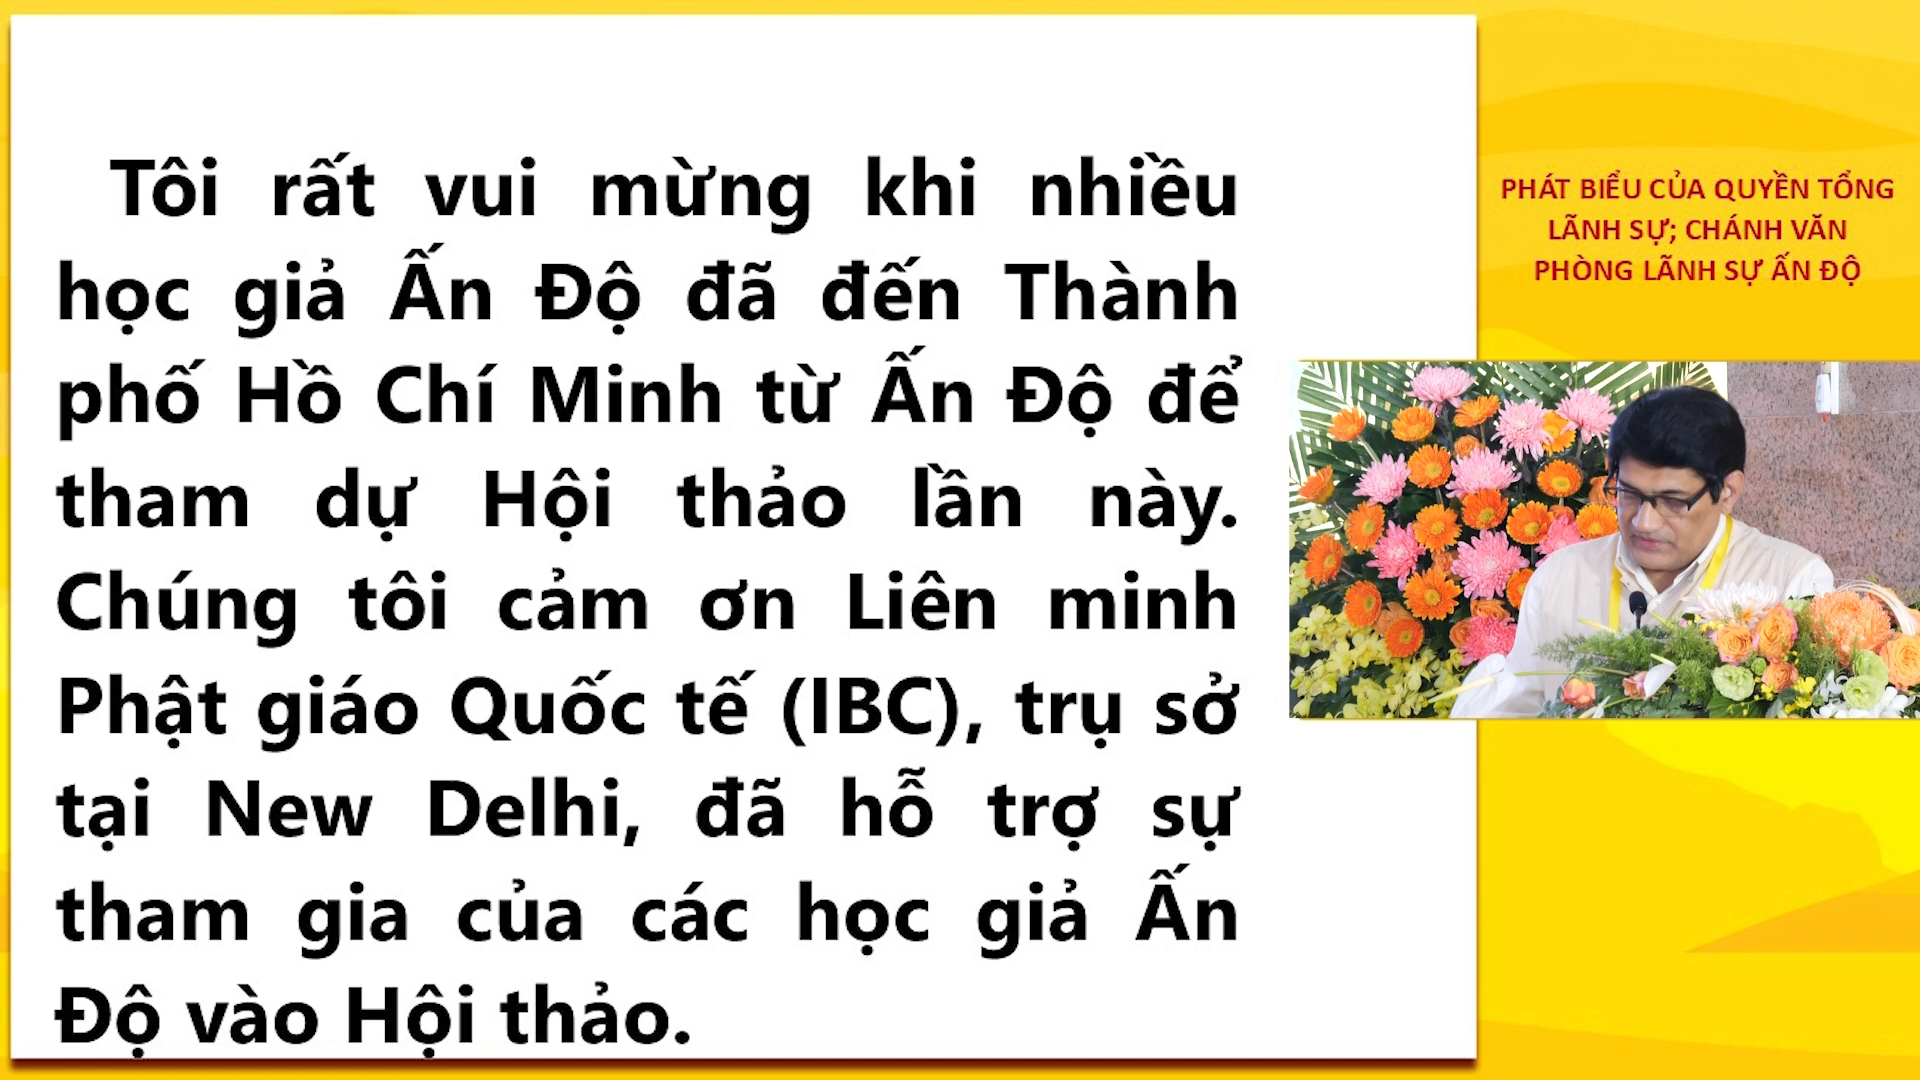 Tôi rất vui mừng khi nhiều
học giả Ấn Độ đã đến Thành
phố Hồ Chí Minh từ Ấn Độ để
tham dự Hội thảo lần này.
Chúng tôi cảm ơn Liên minh
Phật giáo Quốc tế (IBC), trụ sở
tại New Delhi, đã hỗ trợ sự
tham gia của các học giả Ấn
Độ vào Hội thảo.
PHÁT BIỂU CỦA QUYỀN TỔNG
LÃNH SỰ; CHÁNH VĂN
PHÒNG LÃNH SỰ ẤN ĐỘ